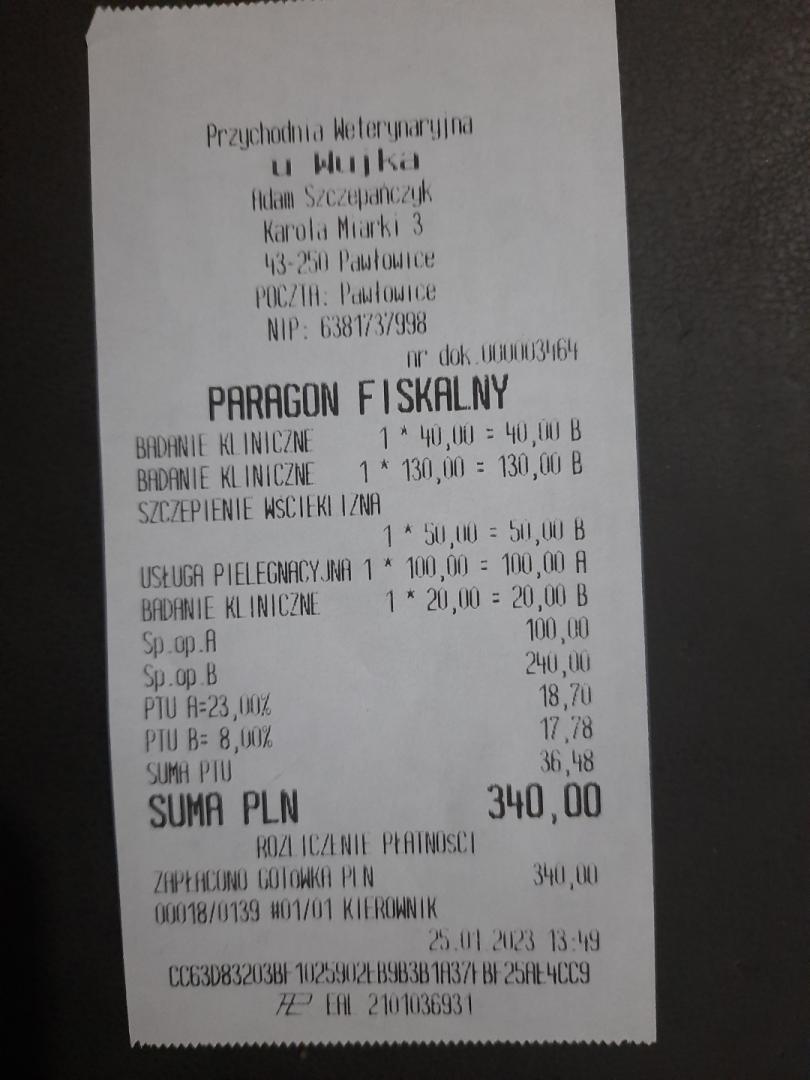 Przychodnia Weterynaryjna
u Wujka
Adam Szczepańczyk
Karola Miarki 3
43-250 Pawłowice
POCZTA: Pawłowice
NIP: 6381737998
nr dok.000003464
PARAGON FISKALNY
BADANIE KLINICZNE 1 * 40,00 = 40,00 B
BADANIE KLINICZNE 1 * 130,00 = 130,00 B
SZCZEPIENIE WŚCIEKLIZNA
1 * 50,00 = 50,00 B
USŁUGA PIELEGNACYJNA 1 * 100,00 = 100,00 A
BADANIE KLINICZNE 1 * 20,00 = 20,00 B
Sp.op.A 100,00
Sp.op.B 240,00
PTU A=23,00% 18,70
PTU B= 8,00% 17,78
SUMA PTU 36,48
SUMA PLN 340,00
ROZLICZENIE PŁATNOŚCI
ZAPŁACONO GOTÓWKA PLN 340,00
00018/0139 #01/01 KIEROWNIK
25.01.2023 13:49
CC63D83203BF1025902EB9B3B1A37FBF25AE4CC9
EAL 2101036931